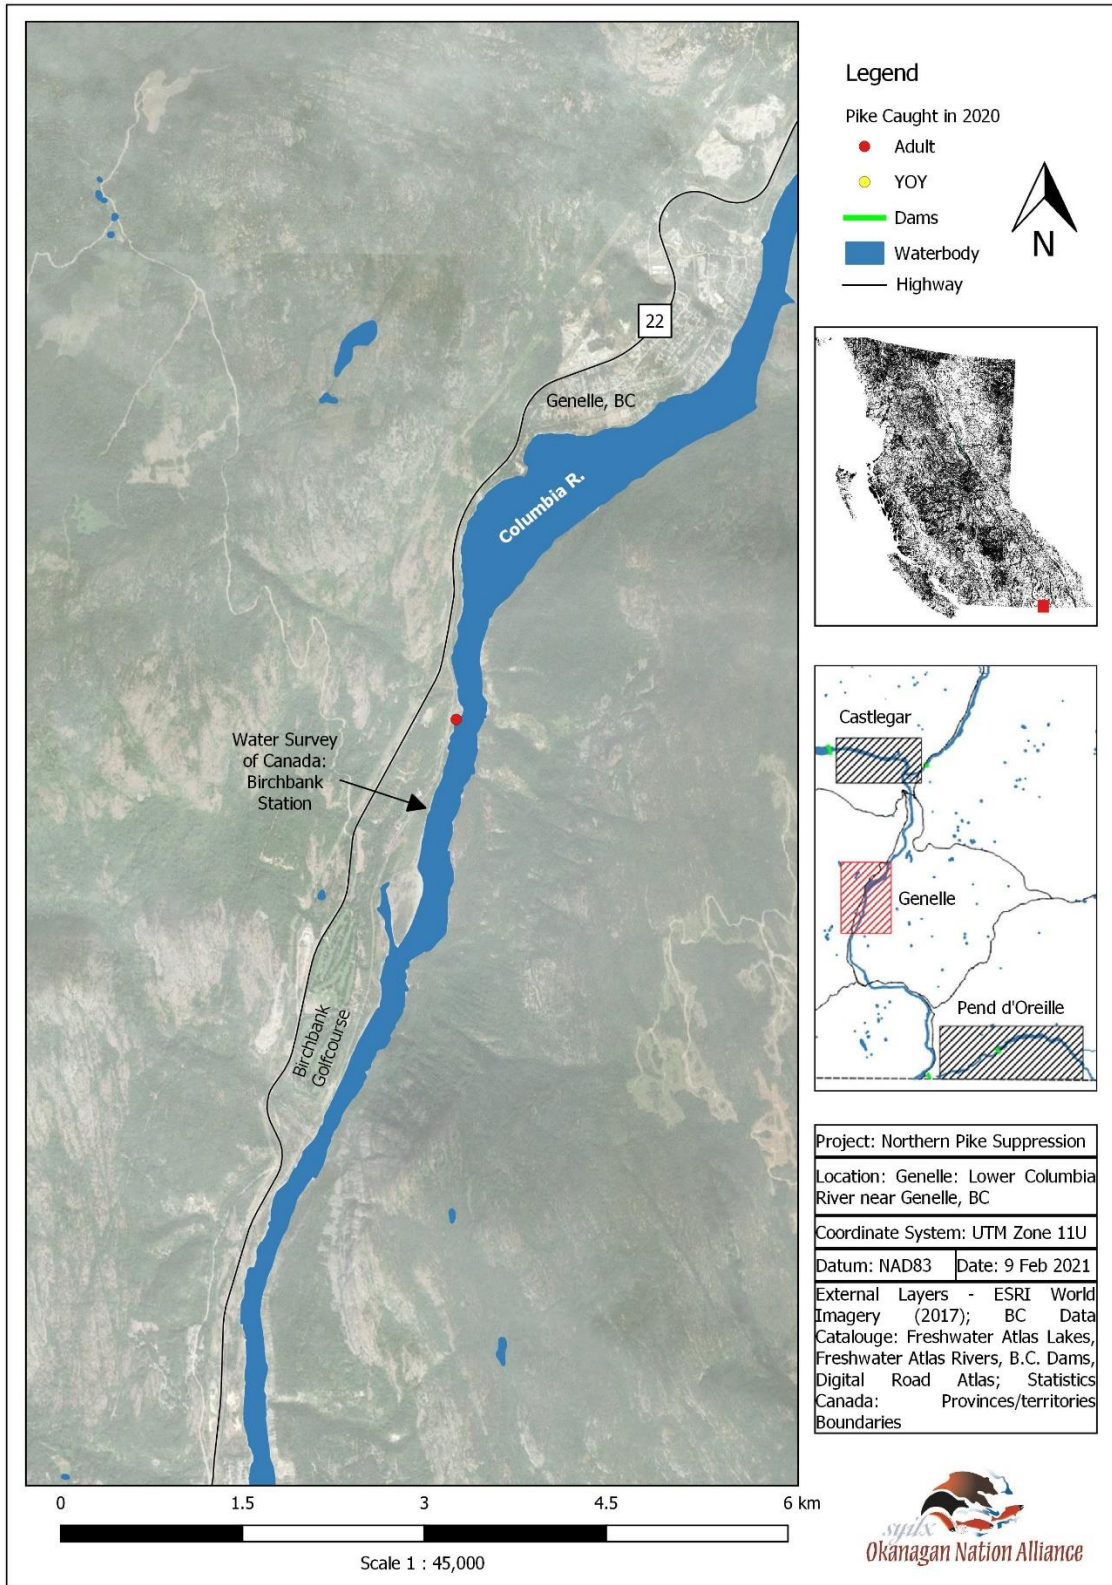 Legend
Pike Caught in 2020
Adult
YOY
Dams
Waterbody
Highway
N
22
Genelle, BC
Columbia R.
Water Survey
of Canada:
Birchbank
Station
Birchbank
Golfcourse
Castlegar
Genelle
Pend d'Oreille
Project: Northern Pike Suppression
Location: Genelle: Lower Columbia
River near Genelle, BC
Coordinate System: UTM Zone 11U
Datum: NAD83 Date: 9 Feb 2021
External Layers - ESRI World
Imagery (2017); BC Data
Catalouge: Freshwater Atlas Lakes,
Freshwater Atlas Rivers, B.C. Dams,
Digital Road Atlas; Statistics
Canada: Provinces/territories
Boundaries
0 1.5 3 4.5 6 km
Scale 1 : 45,000
syilx
Okanagan Nation Alliance